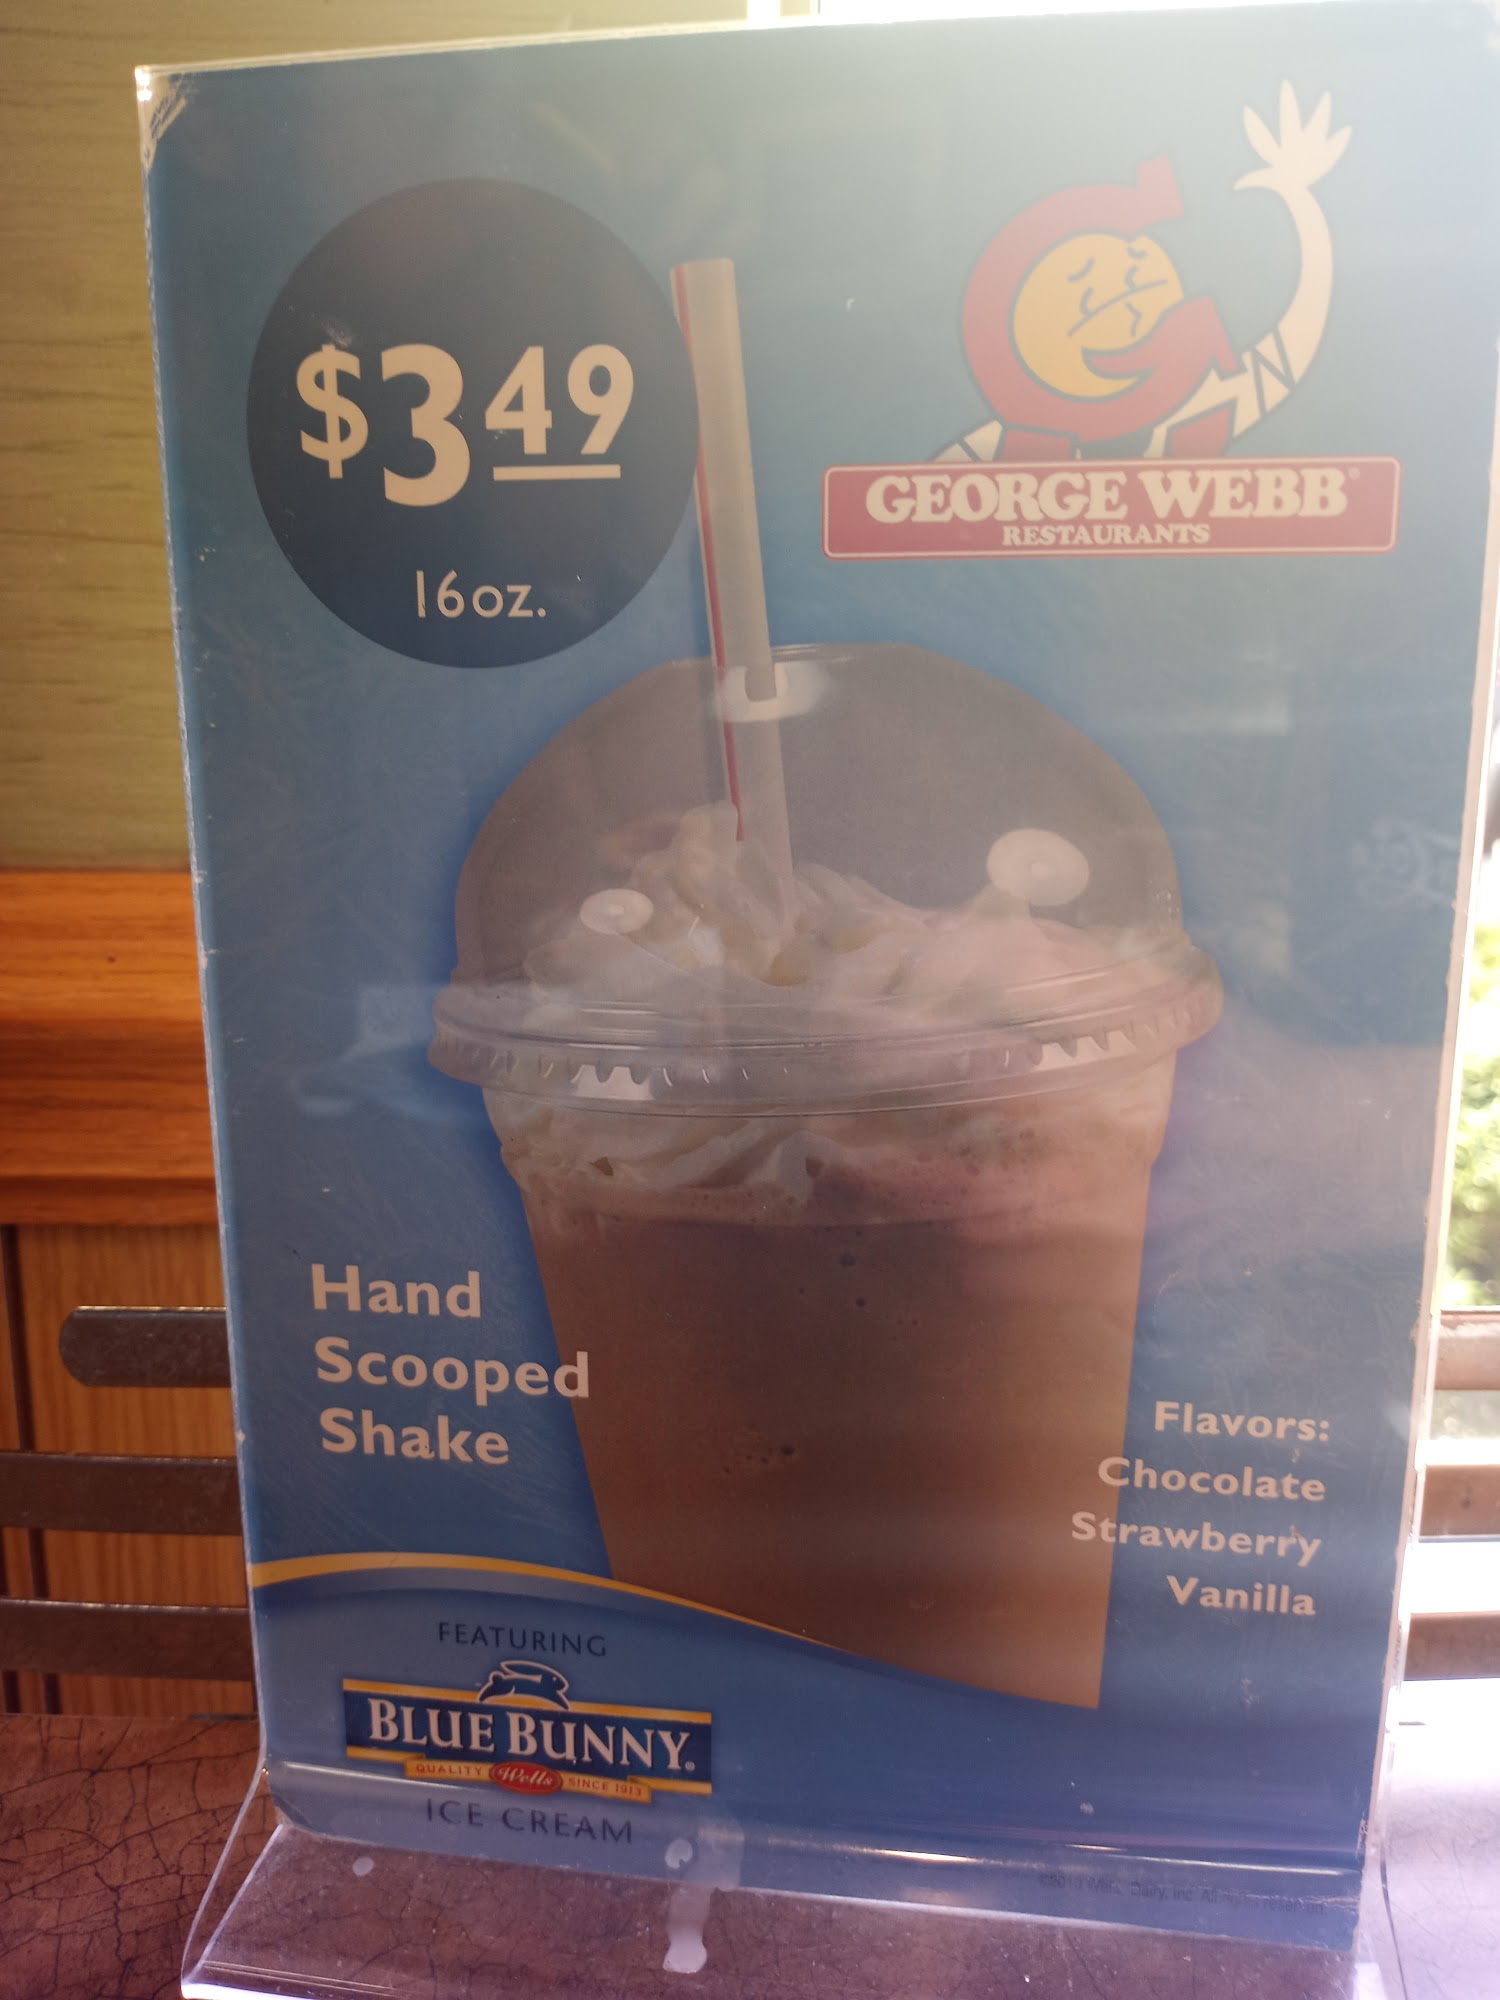 $3.49
16oz.
GEORGE WEBB®
RESTAURANTS
Hand
Scooped
Shake
Flavors:
Chocolate
Strawberry
Vanilla
FEATURING
BLUE BUNNY®
QUALITY Wells SINCE 1913
ICE CREAM